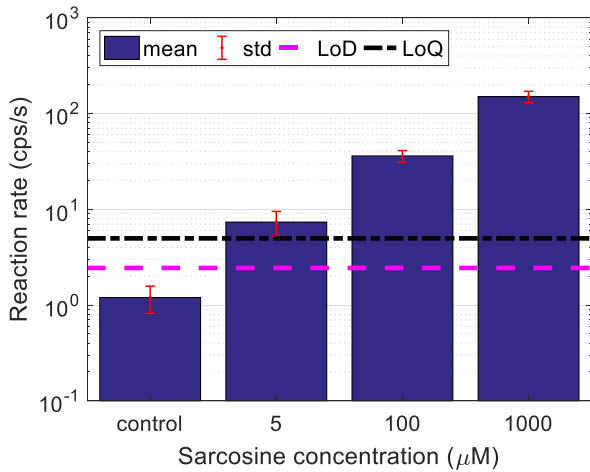 10^3
mean std LoD LoQ
10^2
10^1
10^0
10^-1
Reaction rate (cps/s)
control 5 100 1000
Sarcosine concentration (μM)